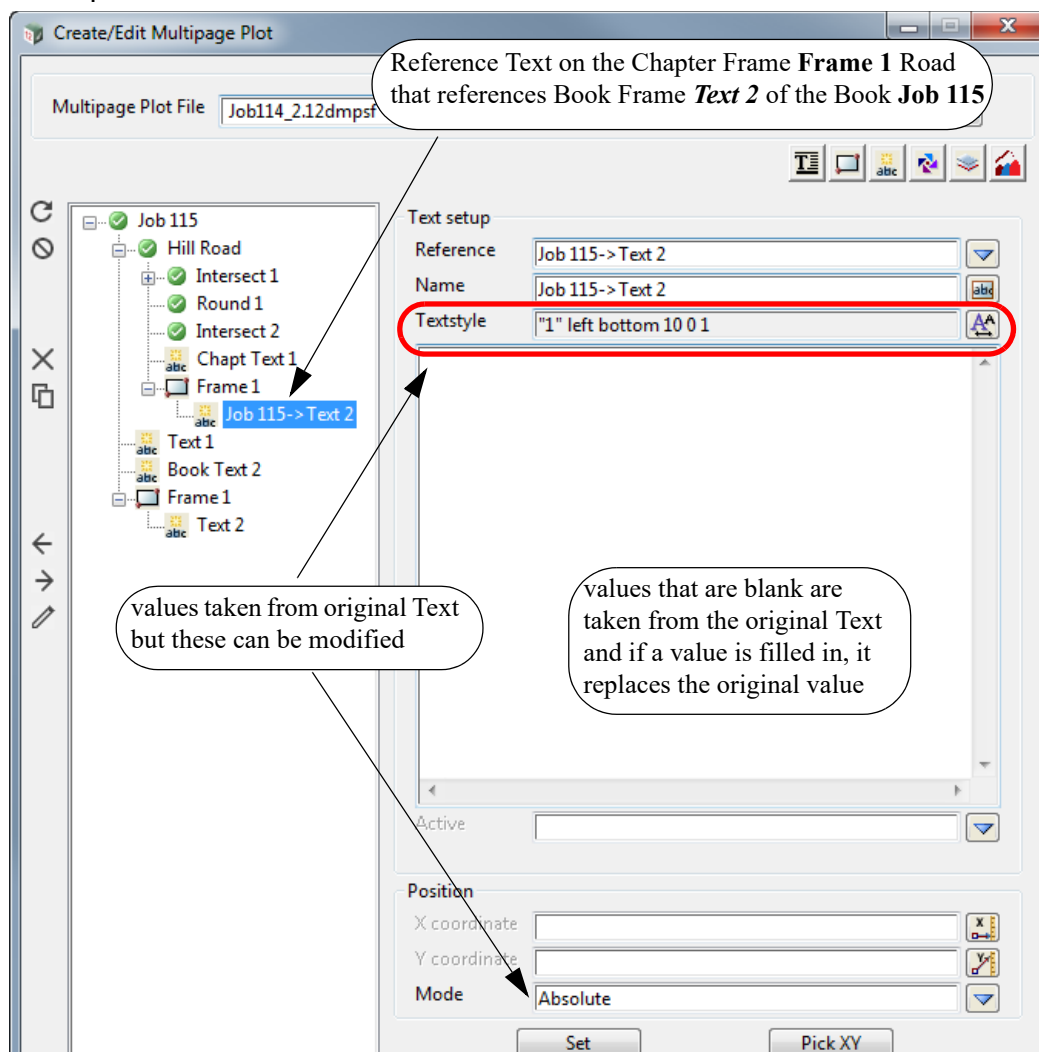 Create/Edit Multipage Plot
Reference Text on the Chapter Frame Frame 1 Road
that references Book Frame Text 2 of the Book Job 115
Multipage Plot File
Job114_2.12dmpsf
Job 115
Hill Road
Intersect 1
Round 1
Intersect 2
abc Chapt Text 1
Frame 1
abc Job 115->Text 2
abc Text 1
abc Book Text 2
Frame 1
abc Text 2
Text setup
Reference Job 115->Text 2
Name Job 115->Text 2
Textstyle "1" left bottom 10 0 1
values taken from original Text
but these can be modified
values that are blank are
taken from the original Text
and if a value is filled in, it
replaces the original value
Active
Position
X coordinate
Y coordinate
Mode Absolute
Set Pick XY